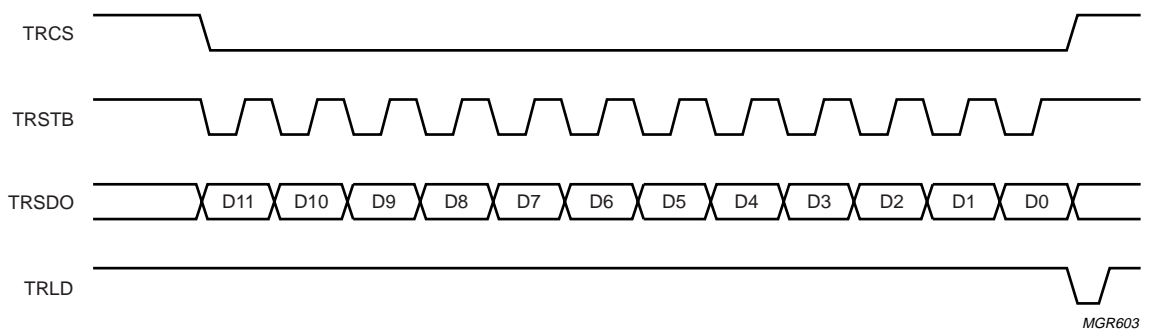 TRCS
TRSTB
TRSDO D11 D10 D9 D8 D7 D6 D5 D4 D3 D2 D1 D0
TRLD
MGR603